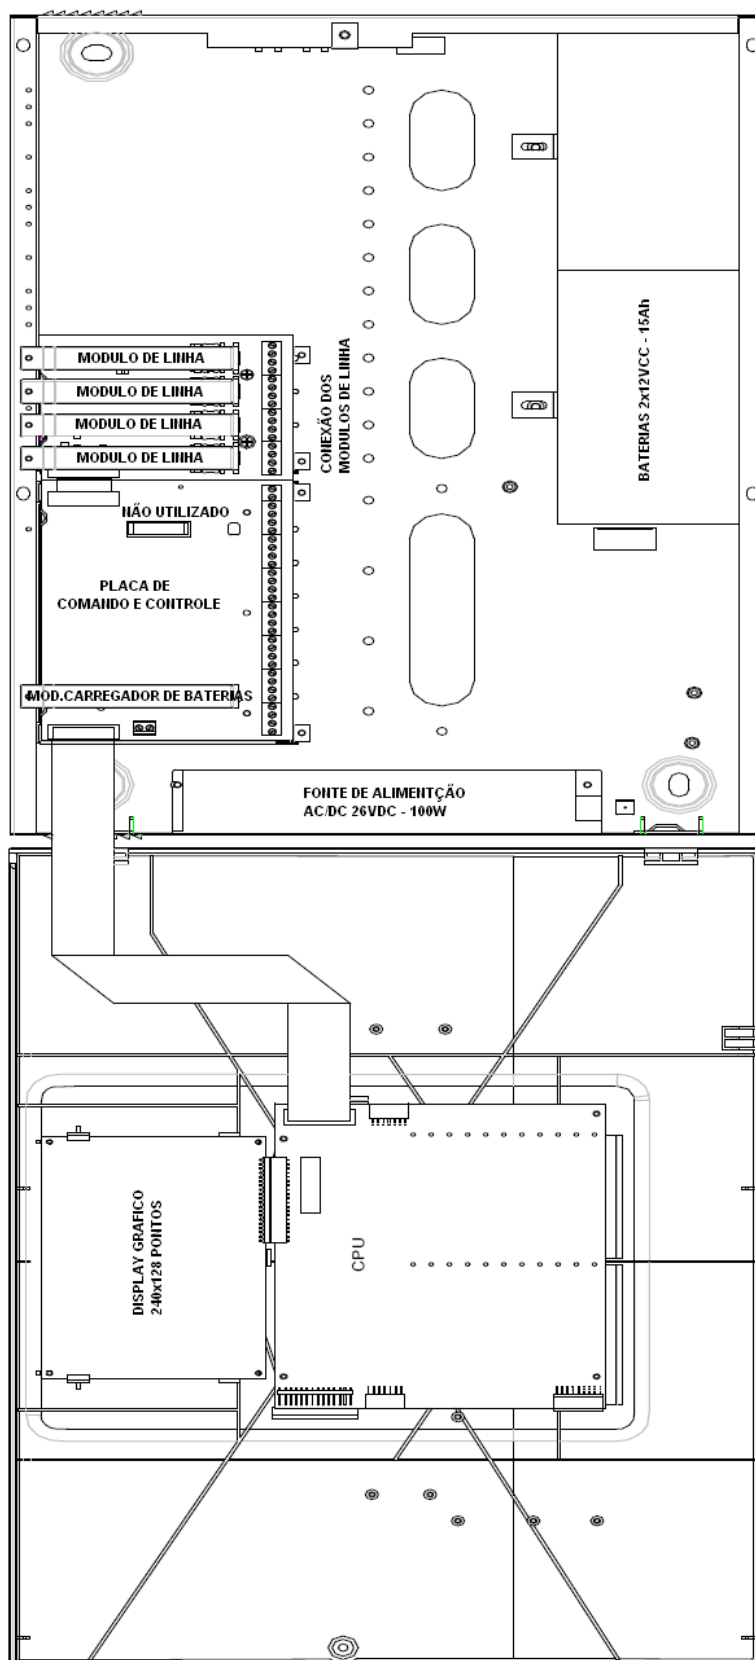 MODULO DE LINHA
MODULO DE LINHA
MODULO DE LINHA
MODULO DE LINHA
CONEXÃO DOS
MODULOS DE LINHA
BATERIAS 2x12VCC - 15Ah
NÃO UTILIZADO
PLACA DE
COMANDO E CONTROLE
MOD.CARREGADOR DE BATERIAS
FONTE DE ALIMENTÇÃO
AC/DC 26VDC - 100W
DISPLAY GRAFICO
240x128 PONTOS
CPU